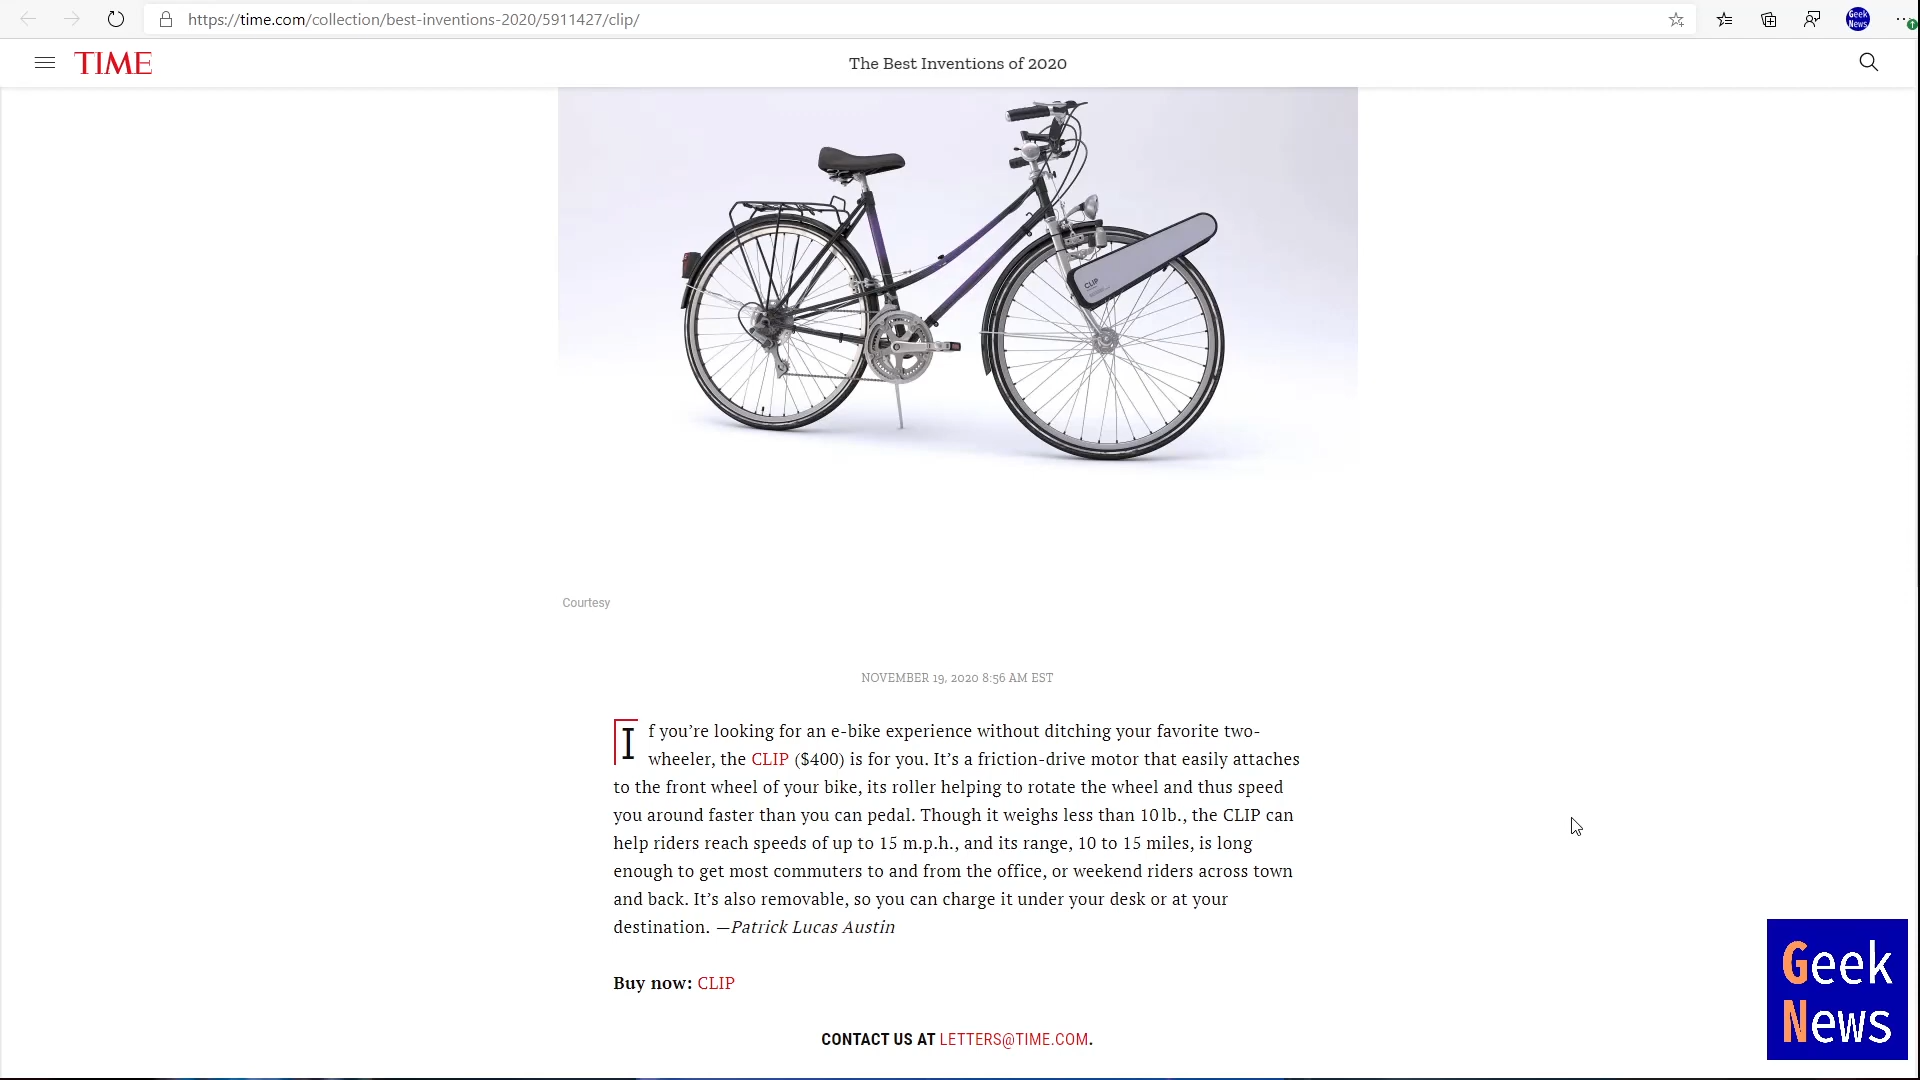 https://time.com/collection/best-inventions-2020/5911427/clip/
Geek
News
TIME
The Best Inventions of 2020
CLIP
Courtesy
NOVEMBER 19, 2020 8:56 AM EST
If you’re looking for an e-bike experience without ditching your favorite two-
wheeler, the CLIP ($400) is for you. It’s a friction-drive motor that easily attaches
to the front wheel of your bike, its roller helping to rotate the wheel and thus speed
you around faster than you can pedal. Though it weighs less than 10 lb., the CLIP can
help riders reach speeds of up to 15 m.p.h., and its range, 10 to 15 miles, is long
enough to get most commuters to and from the office, or weekend riders across town
and back. It’s also removable, so you can charge it under your desk or at your
destination. —Patrick Lucas Austin
Buy now: CLIP
CONTACT US AT LETTERS@TIME.COM.
Geek
News